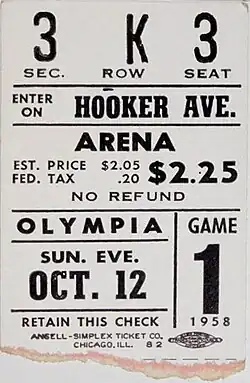 3 K 3
SEC. ROW SEAT
ENTER ON HOOKER AVE.
ARENA
EST. PRICE $2.05
FED. TAX .20
$2.25
NO REFUND
OLYMPIA
SUN. EVE.
OCT. 12
GAME
1
1958
RETAIN THIS CHECK
ANSELL-SIMPLEX TICKET CO.
CHICAGO, ILL. 82